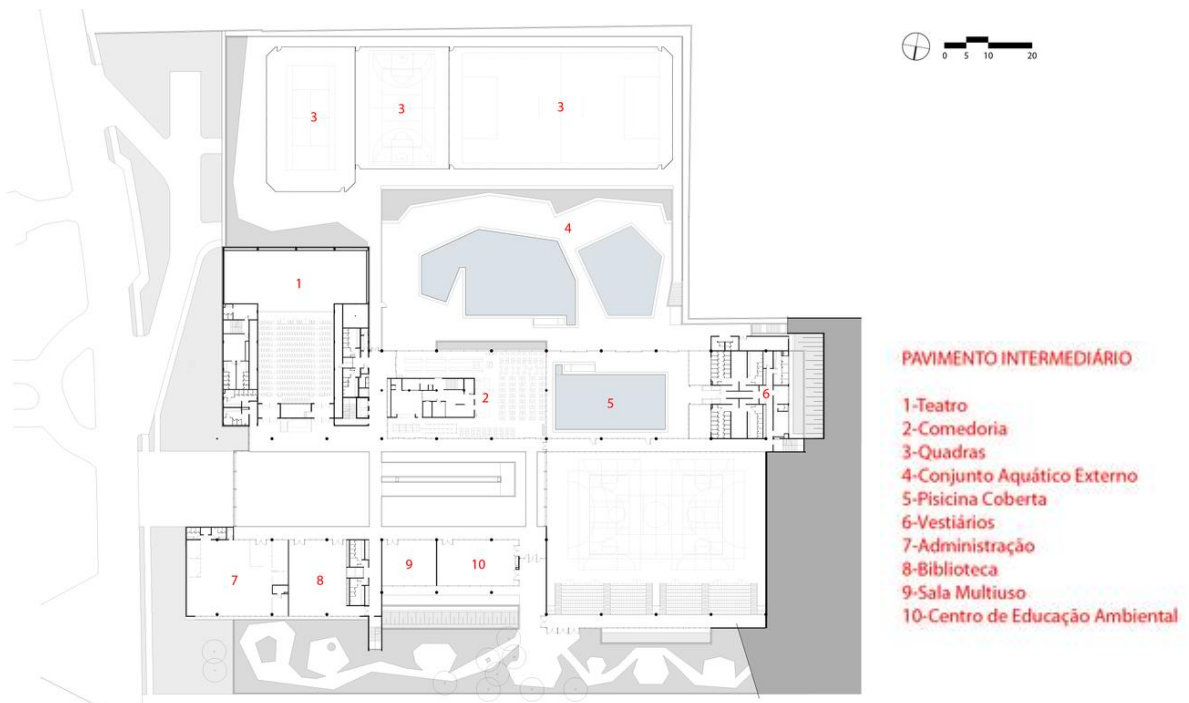 0 5 10 20
3
3
3
4
1
2
5
6
7
8
9
10
PAVIMENTO INTERMEDIÁRIO
1-Teatro
2-Comedoria
3-Quadras
4-Conjunto Aquático Externo
5-Pisicina Coberta
6-Vestiários
7-Administração
8-Biblioteca
9-Sala Multiuso
10-Centro de Educação Ambiental